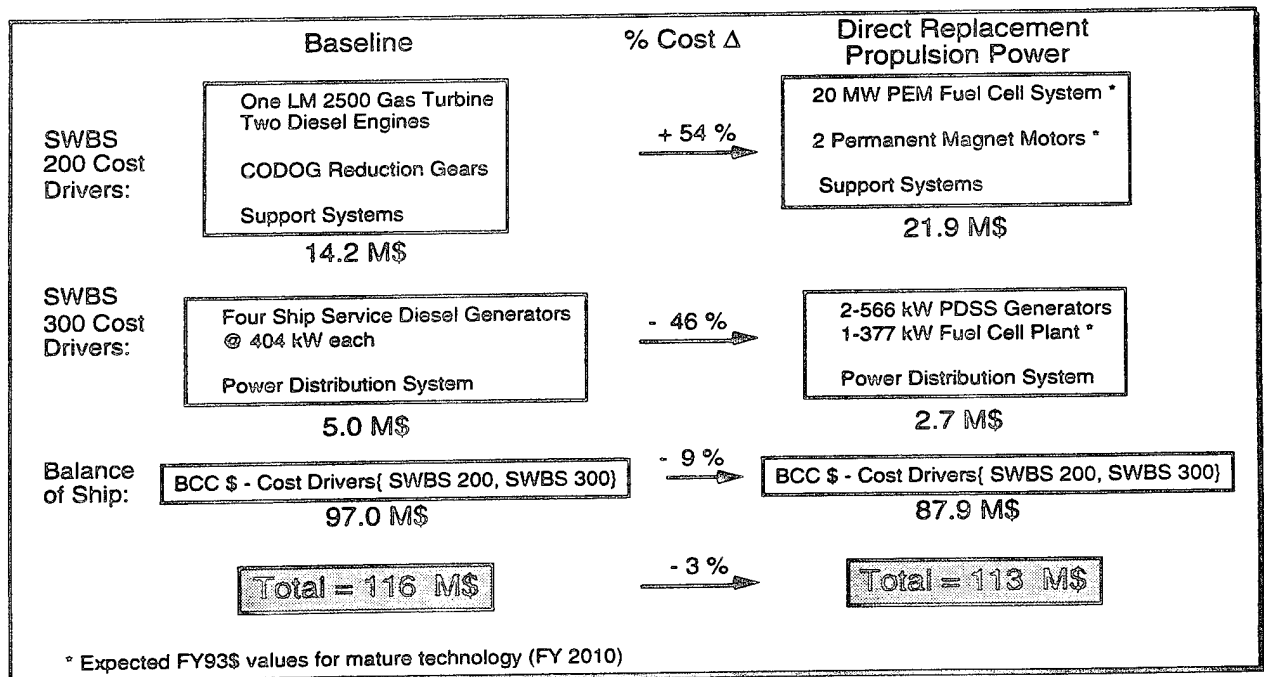 Baseline
% Cost Δ
Direct Replacement
Propulsion Power
SWBS
200 Cost
Drivers:
One LM 2500 Gas Turbine
Two Diesel Engines
CODOG Reduction Gears
Support Systems
14.2 M$
+ 54 %
20 MW PEM Fuel Cell System *
2 Permanent Magnet Motors *
Support Systems
21.9 M$
SWBS
300 Cost
Drivers:
Four Ship Service Diesel Generators
@ 404 kW each
Power Distribution System
5.0 M$
- 46 %
2-566 kW PDSS Generators
1-377 kW Fuel Cell Plant *
Power Distribution System
2.7 M$
Balance
of Ship:
BCC $ - Cost Drivers{ SWBS 200, SWBS 300}
97.0 M$
- 9 %
BCC $ - Cost Drivers{ SWBS 200, SWBS 300}
87.9 M$
Total = 116 M$
- 3 %
Total = 113 M$
* Expected FY93$ values for mature technology (FY 2010)